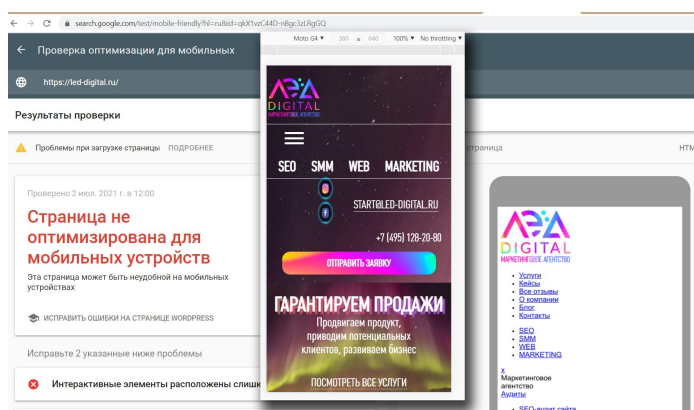 search.google.com/test/mobile-friendly?hl=ru&id=qkX1vzC44D-n8gc3zLRgGQ
Проверка оптимизации для мобильных
https://led-digital.ru/
Результаты проверки
Проблемы при загрузке страницы ПОДРОБНЕЕ
страница
HTM
Проверено 2 июл. 2021 г. в 12:00
Страница не
оптимизирована для
мобильных устройств
Эта страница может быть неудобной на мобильных
устройствах
ИСПРАВИТЬ ОШИБКИ НА СТРАНИЦЕ WORDPRESS
Исправьте 2 указанные ниже проблемы
Интерактивные элементы расположены слишк
Moto G4 ▼ 360 x 640 100% ▼ No throttling ▼
ЛЭД
DIGITAL
МАРКЕТИНГОВОЕ АГЕНТСТВО
SEO SMM WEB MARKETING
START@LED-DIGITAL.RU
+7 (495) 128-20-80
ОТПРАВИТЬ ЗАЯВКУ
ГАРАНТИРУЕМ ПРОДАЖИ
Продвигаем продукт,
приводим потенциальных
клиентов, развиваем бизнес
ПОСМОТРЕТЬ ВСЕ УСЛУГИ
ЛЭД
DIGITAL
МАРКЕТИНГОВОЕ АГЕНТСТВО
Услуги
Кейсы
Все отзывы
О компании
Блог
Контакты
SEO
SMM
WEB
MARKETING
x
Маркетинговое
агентство
Аудиты
SEO-аудит сайта